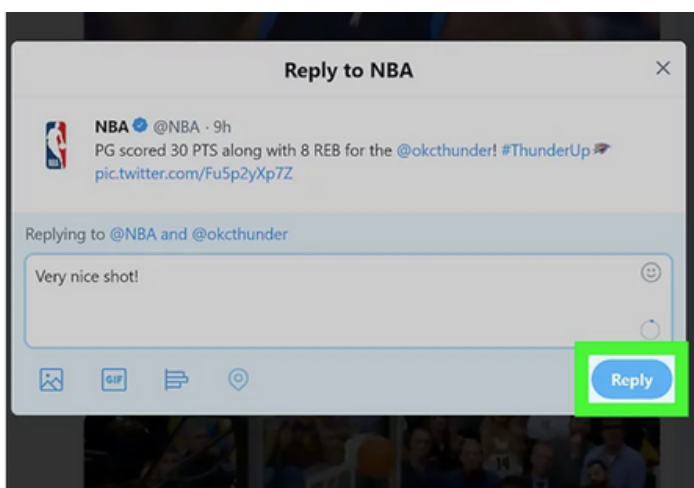 Reply to NBA
NBA @NBA · 9h
PG scored 30 PTS along with 8 REB for the @okcthunder! #ThunderUp
pic.twitter.com/Fu5p2yXp7Z
Replying to @NBA and @okcthunder
Very nice shot!
GIF
Reply
14